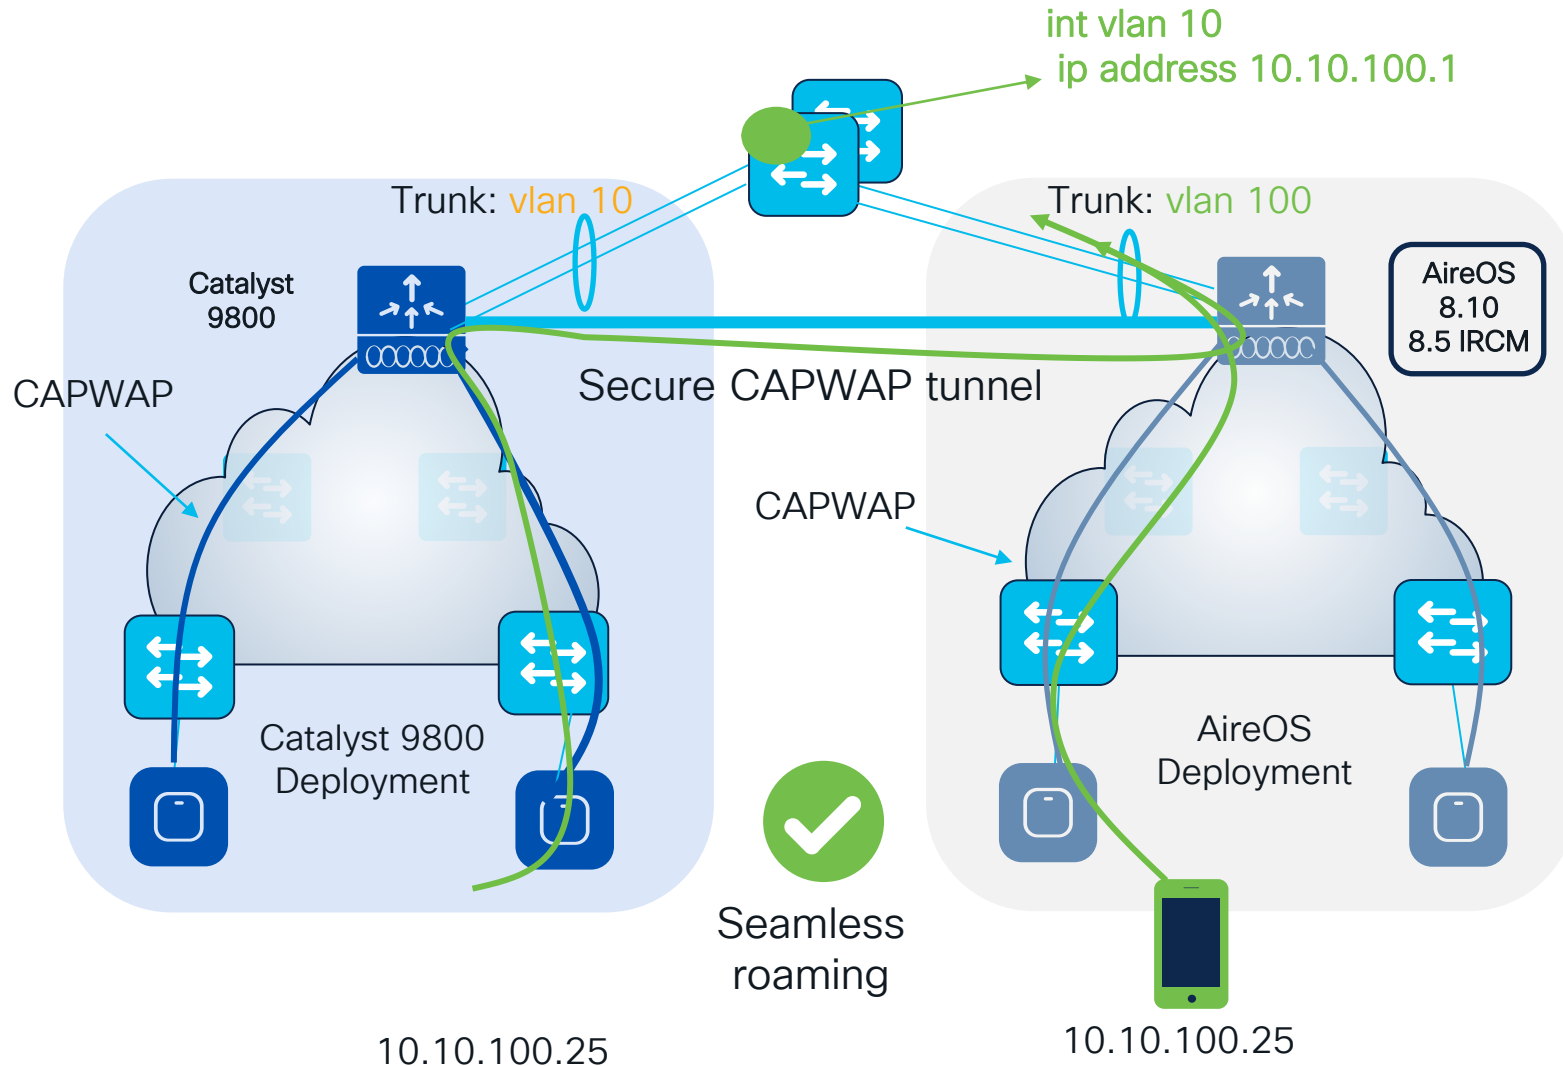 int vlan 10
ip address 10.10.100.1
Trunk: vlan 10
Trunk: vlan 100
Catalyst
9800
AireOS
8.10
8.5 IRCM
CAPWAP
Secure CAPWAP tunnel
CAPWAP
Catalyst 9800
Deployment
AireOS
Deployment
Seamless
roaming
10.10.100.25
10.10.100.25